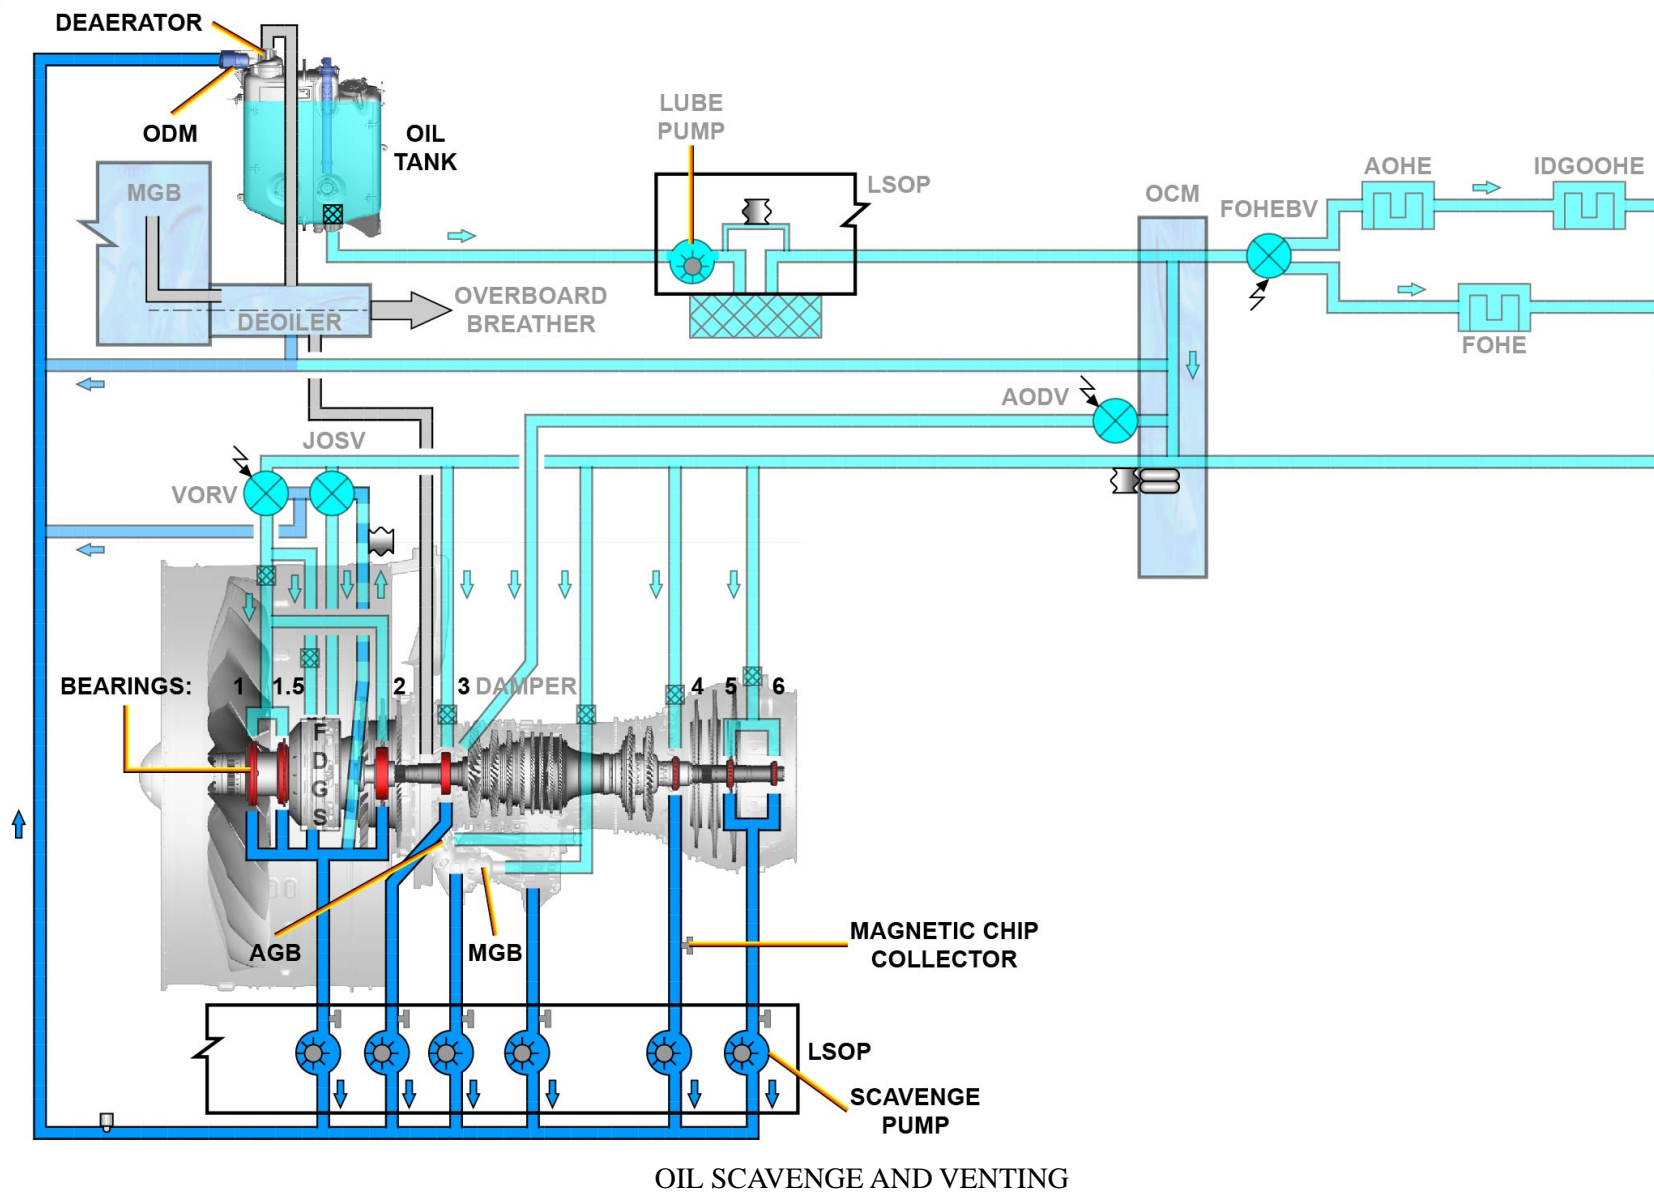 DEAERATOR
ODM
OIL
TANK
LUBE
PUMP
LSOP
MGB
DEOILER
OVERBOARD
BREATHER
OCM
FOHEBV
AOHE
IDGOOHE
FOHE
AODV
JOSV
VORV
BEARINGS: 1 1.5 2 3 DAMPER 4 5 6
F
D
G
S
AGB
MGB
MAGNETIC CHIP
COLLECTOR
LSOP
SCAVENGE
PUMP
OIL SCAVENGE AND VENTING